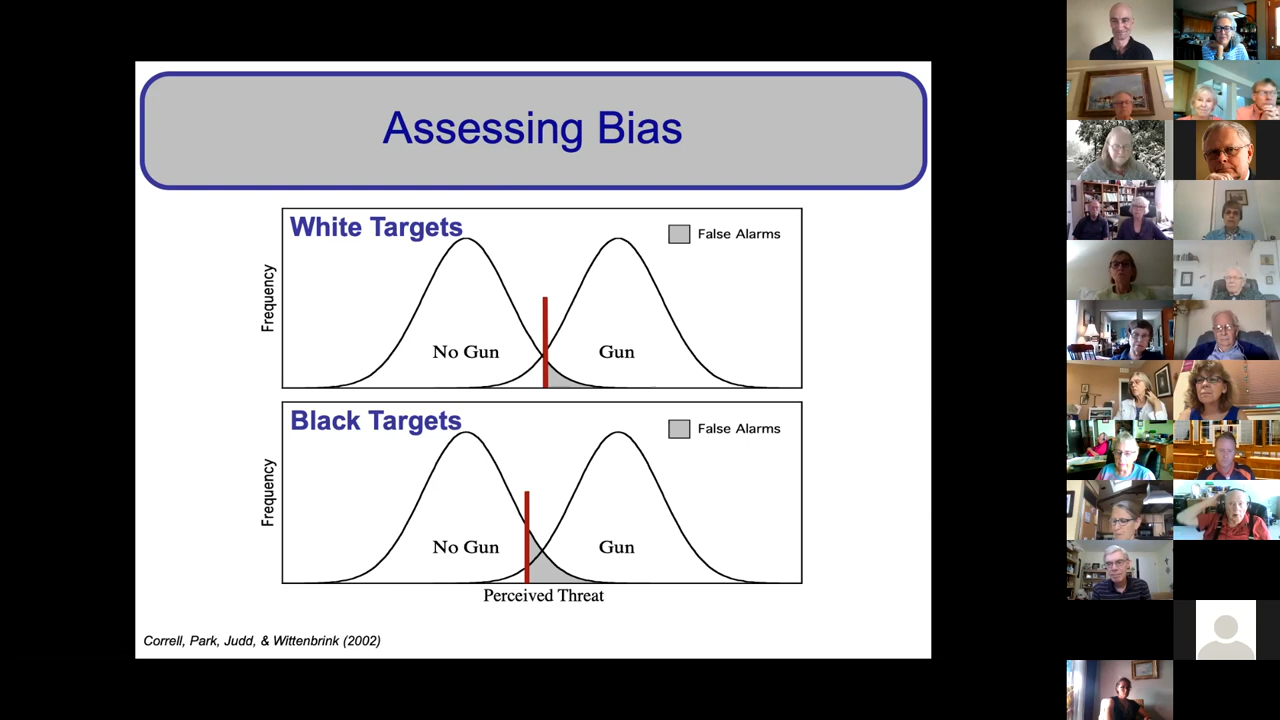 Assessing Bias
White Targets
False Alarms
Frequency
No Gun
Gun
Black Targets
False Alarms
Frequency
No Gun
Gun
Perceived Threat
Correll, Park, Judd, & Wittenbrink (2002)